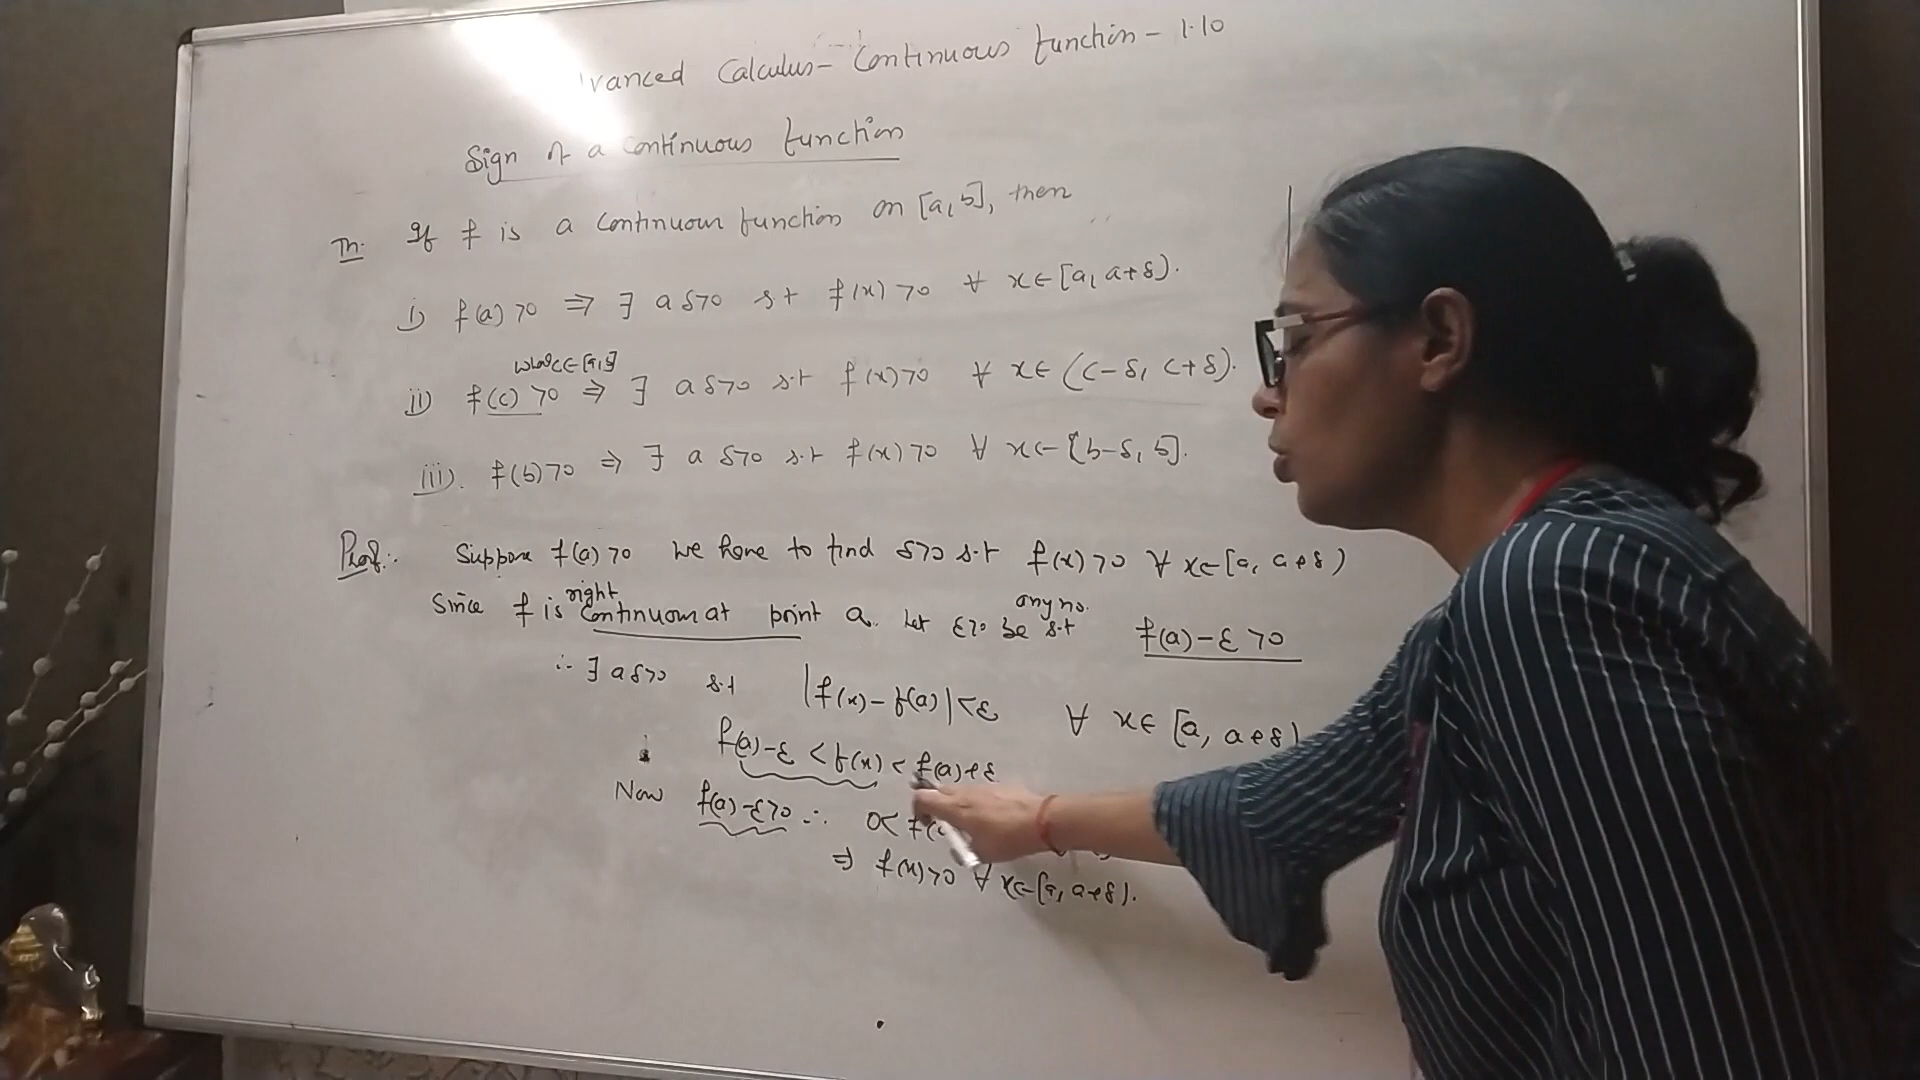 vanced Calculus - Continuous function - 1.10
Sign of a Continuous function
Th. If f is a continuous function on [a, b], then
i) f(a) >0 ⇒ ∃ a δ>0 s t f(x) >0 ∀ x∈[a, a+δ).
where c∈[a,b]
ii) f(c) >0 ⇒ ∃ a δ>0 s.t f(x)>0 ∀ x∈ (c-δ, c+δ).
iii). f(b)>0 ⇒ ∃ a δ>0 s.t f(x)>0 ∀ x∈ [b-δ, b].
Proof:. Suppose f(a)>0 we have to find δ>0 s.t f(x)>0 ∀ x∈[a, a+δ)
right any no.
Since f is continuous at point a. Let ε>0 be s.t f(a)-ε >0
∴ ∃ a δ>0 s.t |f(x)-f(a)|<ε ∀ x∈ [a, a+δ)
f(a)-ε <f(x)< f(a)+ε
Now f(a)-ε>0 ∴ 0< f(
⇒ f(x)>0 ∀ x∈[a, a+δ).